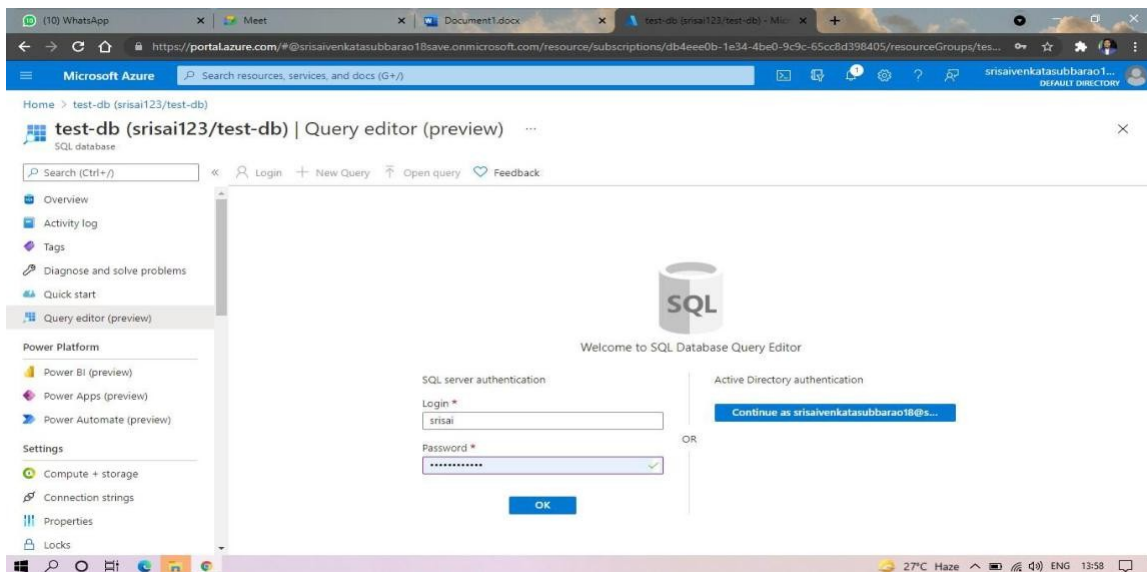 (10) WhatsApp
Meet
Document1.docx
test-db (srisai123/test-db) - Mic
https://portal.azure.com/#@srisaivenkatasubbarao18save.onmicrosoft.com/resource/subscriptions/db4eee0b-1e34-4be0-9c9c-65cc8d398405/resourceGroups/tes...
Microsoft Azure
Search resources, services, and docs (G+/)
1
srisaivenkatasubbarao1...
DEFAULT DIRECTORY
Home > test-db (srisai123/test-db)
test-db (srisai123/test-db) | Query editor (preview) ...
SQL database
Search (Ctrl+/)
«
Login
New Query
Open query
Feedback
Overview
Activity log
Tags
Diagnose and solve problems
Quick start
Query editor (preview)
Power Platform
Power BI (preview)
Power Apps (preview)
Power Automate (preview)
Settings
Compute + storage
Connection strings
Properties
Locks
SQL
Welcome to SQL Database Query Editor
SQL server authentication
Login *
srisai
Password *
••••••••••••
OK
OR
Active Directory authentication
Continue as srisaivenkatasubbarao18@s...
27°C Haze
ENG
13:58